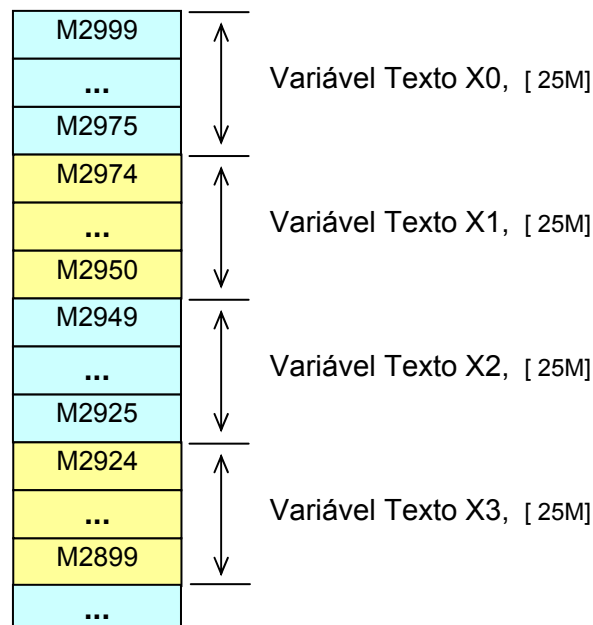 M2999
...
M2975
Variável Texto X0, [ 25M]
M2974
...
M2950
Variável Texto X1, [ 25M]
M2949
...
M2925
Variável Texto X2, [ 25M]
M2924
...
M2899
Variável Texto X3, [ 25M]
...